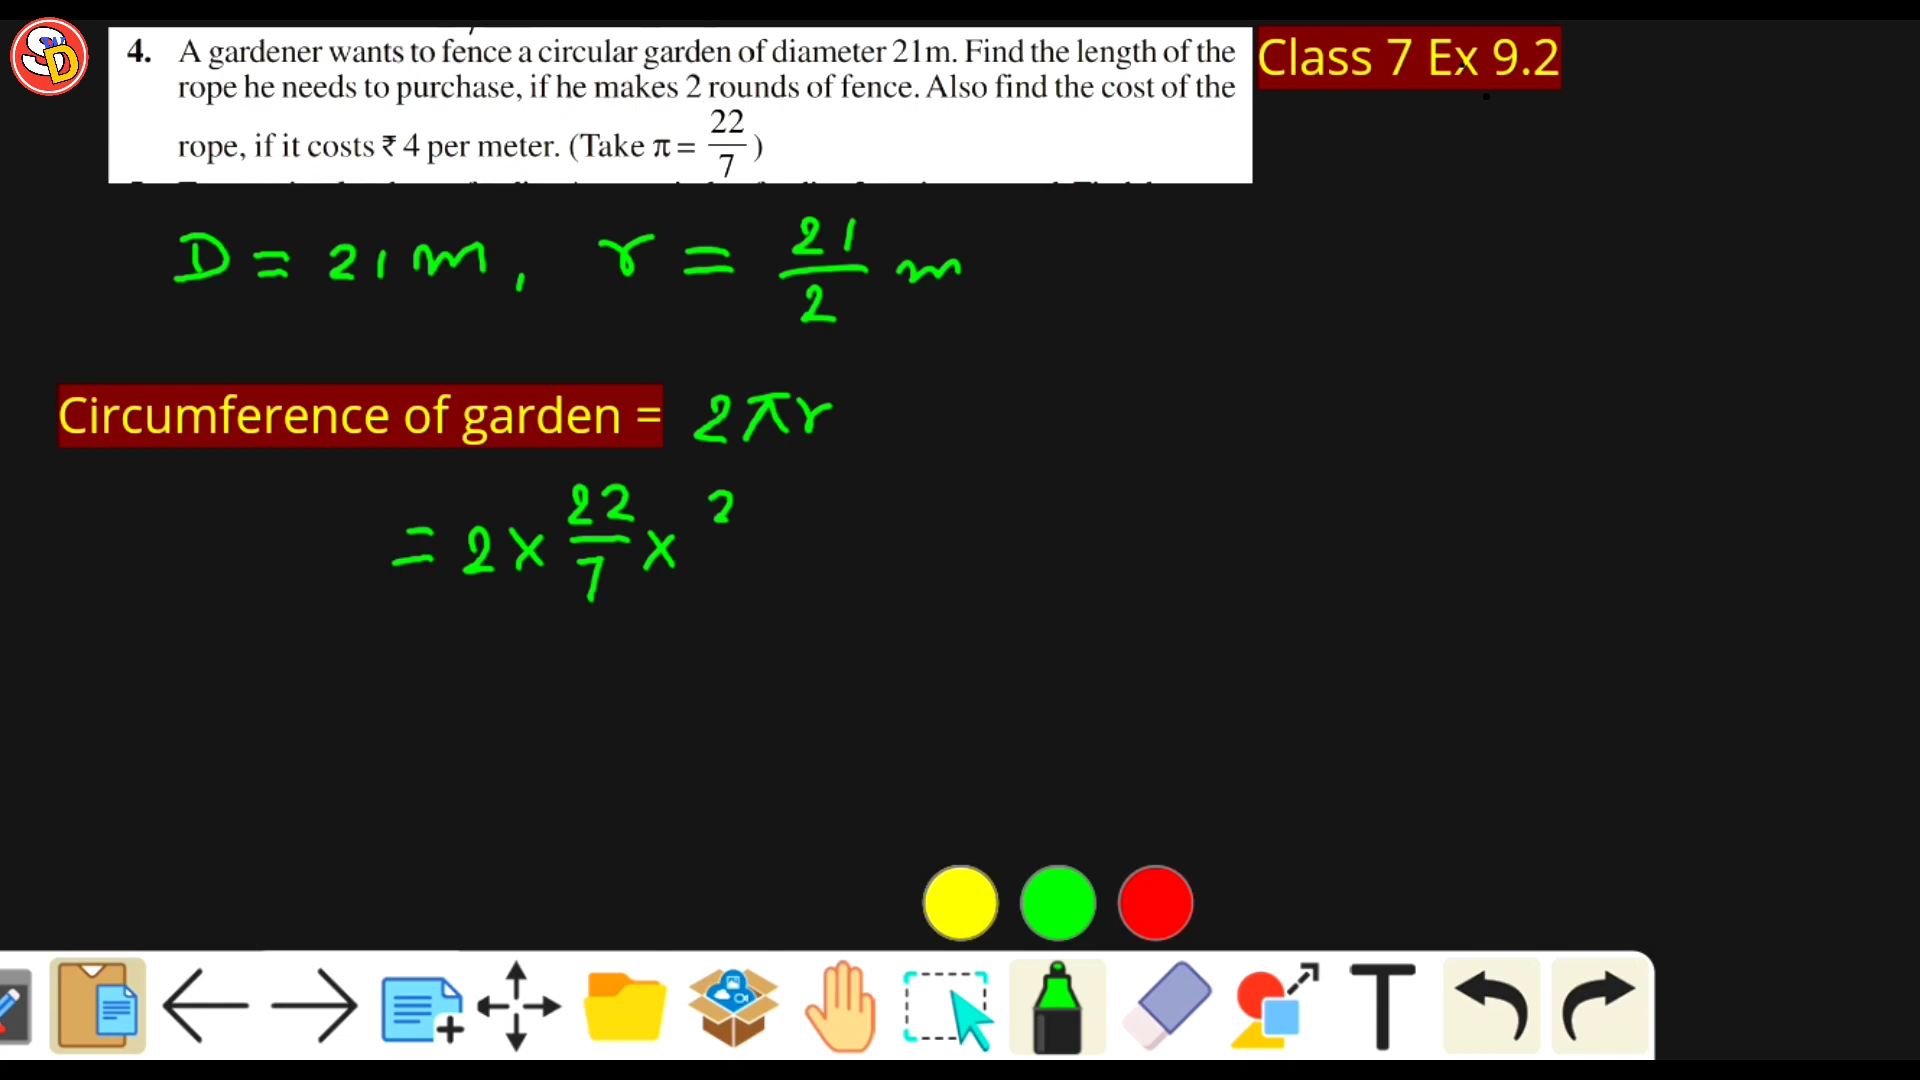 SD
4. A gardener wants to fence a circular garden of diameter 21m. Find the length of the
rope he needs to purchase, if he makes 2 rounds of fence. Also find the cost of the
rope, if it costs ₹ 4 per meter. (Take π = 22/7)
Class 7 Ex 9.2
D = 21m, r = 21/2 m
Circumference of garden = 2πr
= 2 × 22/7 × 2
T